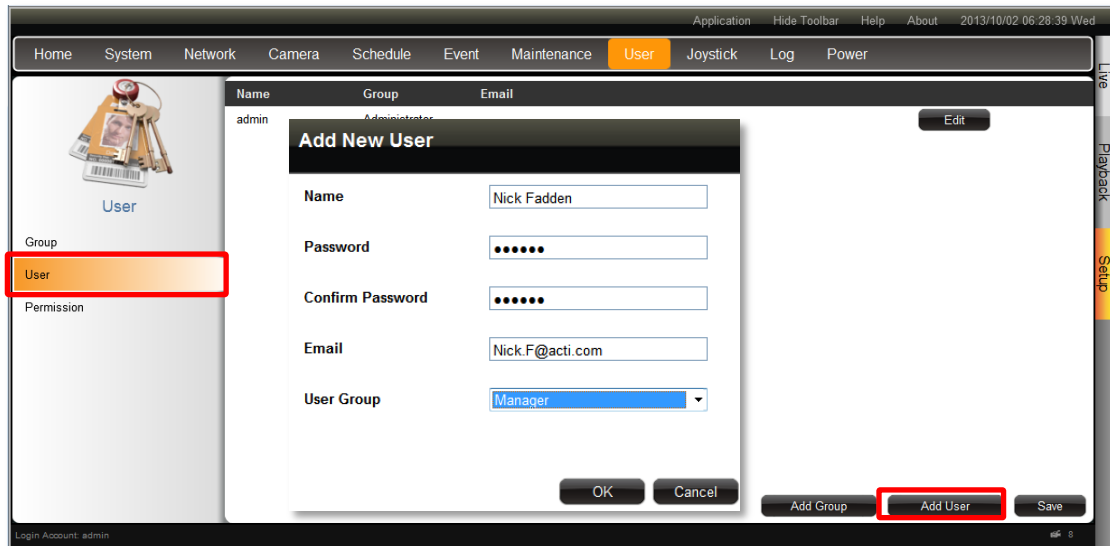 Application Hide Toolbar Help About 2013/10/02 06:28:39 Wed
Home System Network Camera Schedule Event Maintenance User Joystick Log Power
Live
Playback
Setup
User
Group
User
Permission
Name Group Email
admin Administrator Edit
Add New User
Name Nick Fadden
Password ●●●●●●
Confirm Password ●●●●●●
Email Nick.F@acti.com
User Group Manager
OK Cancel
Add Group Add User Save
Login Account: admin 8